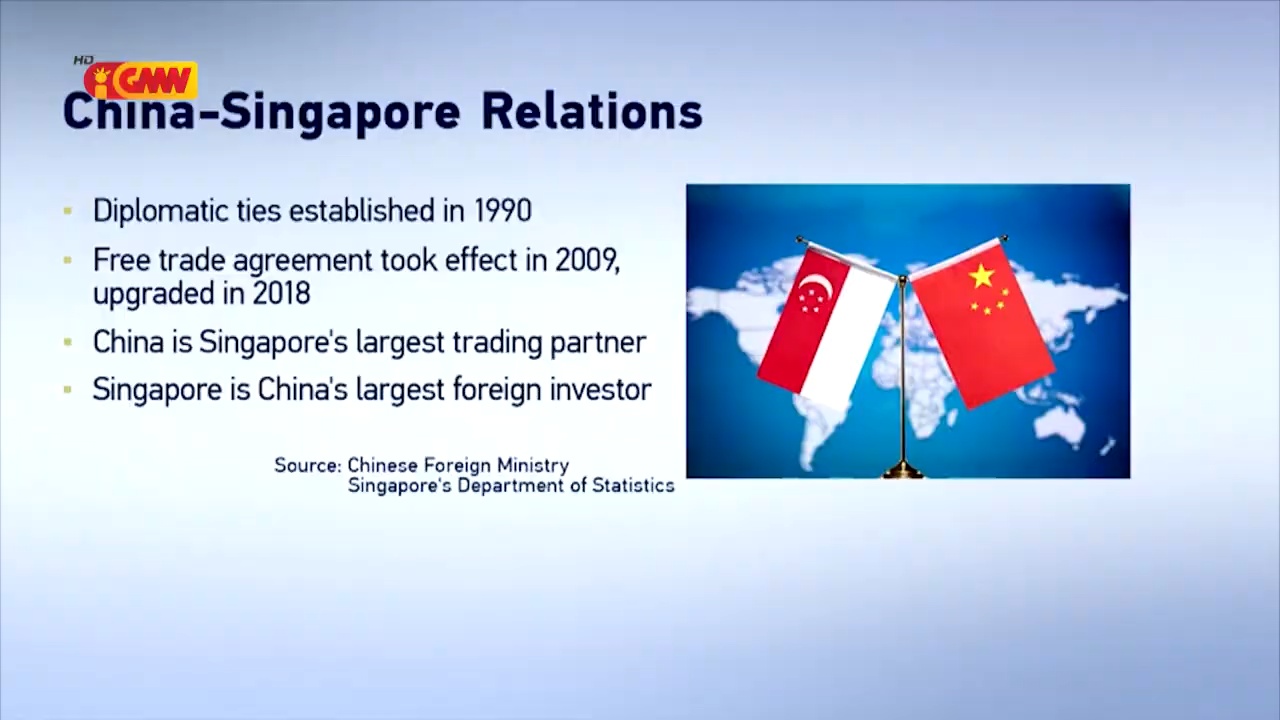 HD
iGMW
China-Singapore Relations
Diplomatic ties established in 1990
Free trade agreement took effect in 2009,
upgraded in 2018
China is Singapore's largest trading partner
Singapore is China's largest foreign investor
Source: Chinese Foreign Ministry
Singapore's Department of Statistics